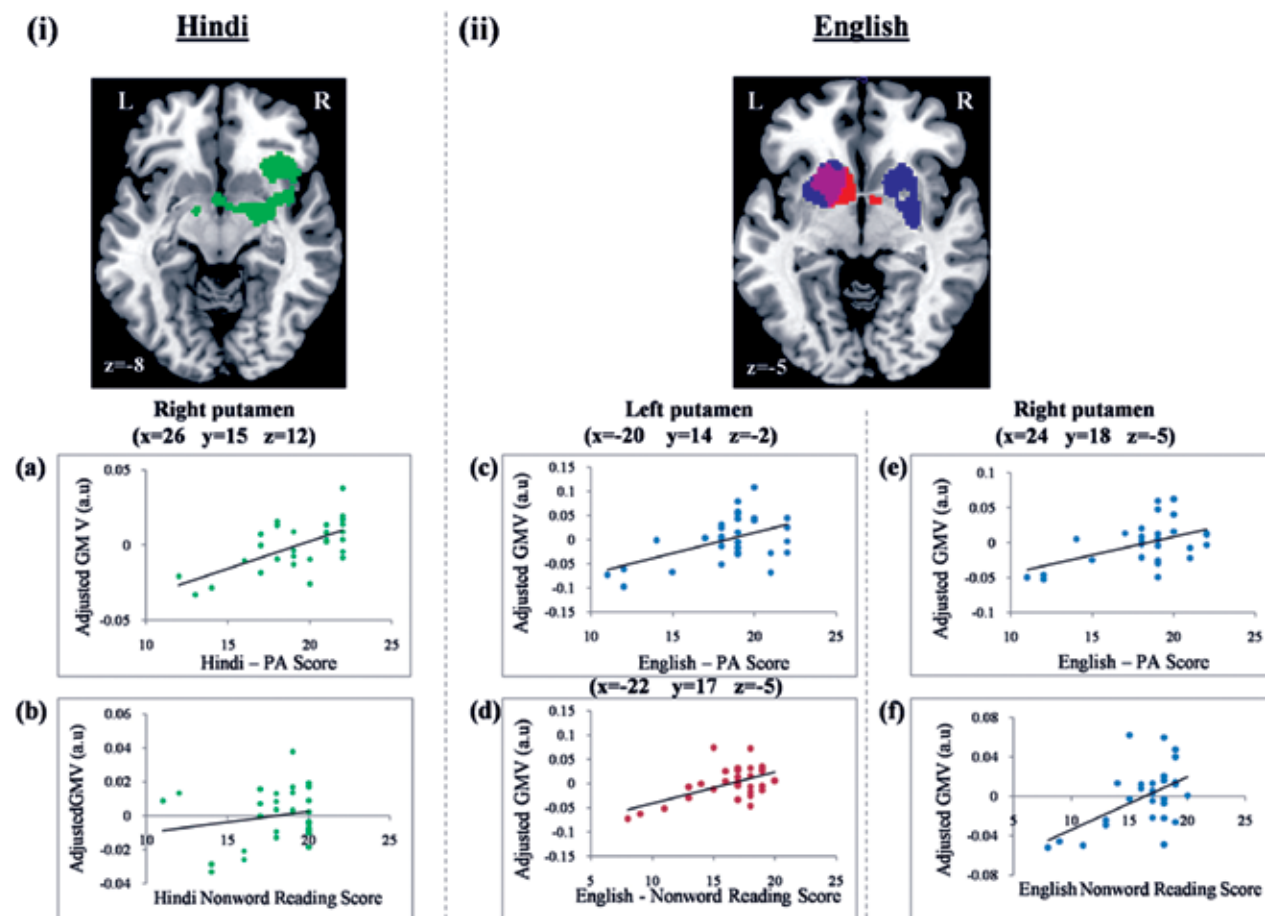 (i) Hindi
L R
z=-8
Right putamen
(x=26 y=15 z=12)
(a)
Adjusted GM V (a.u)
0.05
0
-0.05
10 15 20 25
Hindi – PA Score
(b)
AdjustedGMV (a.u)
0.06
0.04
0.02
0
-0.02
-0.04
10 15 20 25
Hindi Nonword Reading Score
(ii) English
L R
z=-5
Left putamen
(x=-20 y=14 z=-2)
(c)
Adjusted GMV (a.u)
0.15
0.1
0.05
0
-0.05
-0.1
-0.15
10 15 20 25
English – PA Score
(x=-22 y=17 z=-5)
(d)
Adjusted GMV (a.u)
0.15
0.1
0.05
0
-0.05
-0.1
-0.15
5 10 15 20 25
English - Nonword Reading Score
Right putamen
(x=24 y=18 z=-5)
(e)
Adjusted GMV (a.u)
0.1
0.05
0
-0.05
-0.1
10 15 20 25
English – PA Score
(f)
Adjusted GMV (a.u)
0.08
0.04
0
-0.04
-0.08
5 10 15 20 25
English Nonword Reading Score